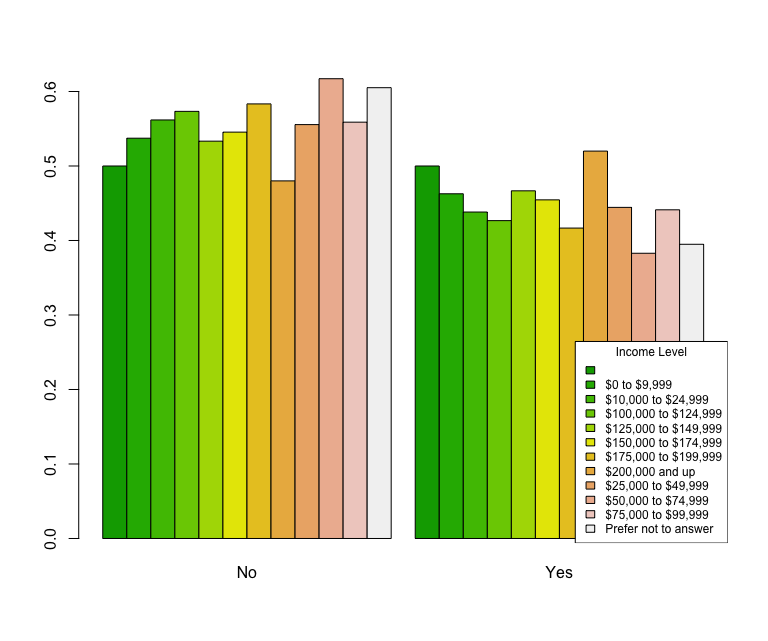 0.6
0.5
0.4
0.3
0.2
0.1
0.0
No
Yes
Income Level
$0 to $9,999
$10,000 to $24,999
$100,000 to $124,999
$125,000 to $149,999
$150,000 to $174,999
$175,000 to $199,999
$200,000 and up
$25,000 to $49,999
$50,000 to $74,999
$75,000 to $99,999
Prefer not to answer